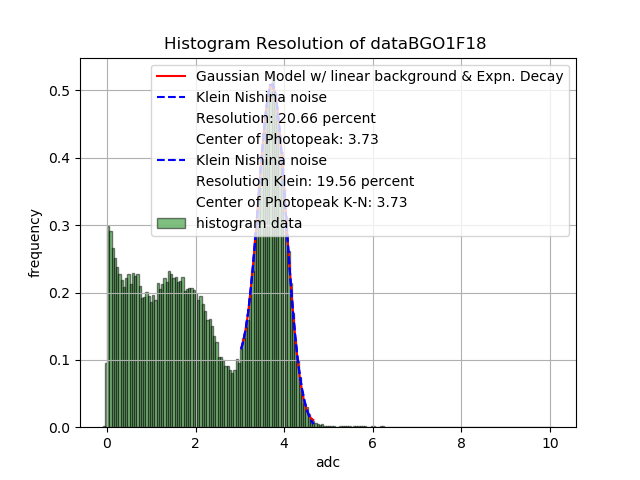 Histogram Resolution of dataBGO1F18
Gaussian Model w/ linear background & Expn. Decay
Klein Nishina noise
Resolution: 20.66 percent
Center of Photopeak: 3.73
Klein Nishina noise
Resolution Klein: 19.56 percent
Center of Photopeak K-N: 3.73
histogram data
frequency
0.5
0.4
0.3
0.2
0.1
0.0
0 2 4 6 8 10
adc